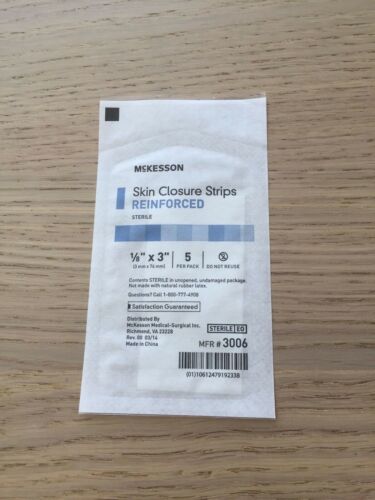 McKESSON
Skin Closure Strips
REINFORCED
STERILE
1/8" x 3"
(3 mm x 76 mm)
5
PER PACK
DO NOT REUSE
Contents STERILE in unopened, undamaged package.
Not made with natural rubber latex.
Questions? Call 1-800-777-4908
Satisfaction Guaranteed
Distributed By
McKesson Medical-Surgical Inc.
Richmond, VA 23228
Rev. 00 03/14
Made in China
STERILE EO
MFR # 3006
(01)10612479192338